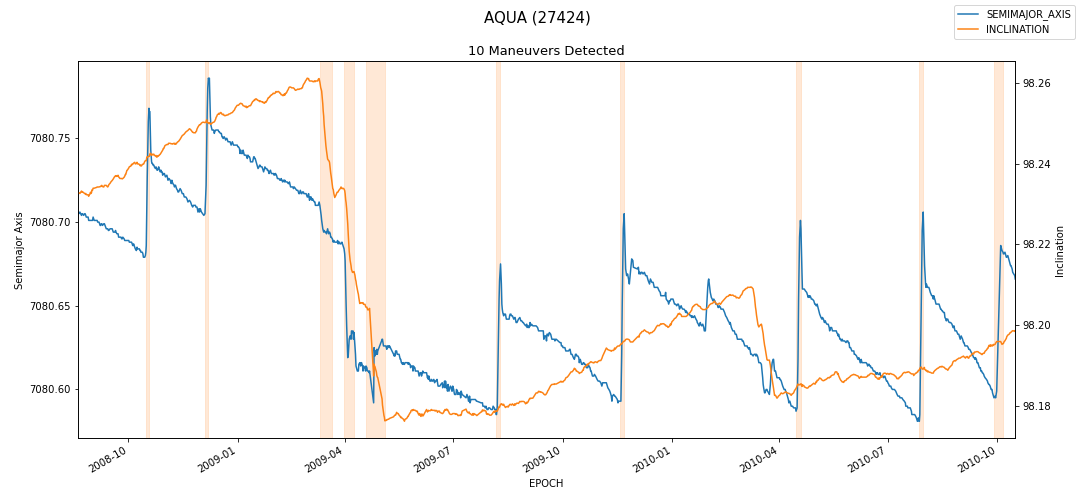 AQUA (27424)
SEMIMAJOR_AXIS
INCLINATION
10 Maneuvers Detected
Semimajor Axis
7080.75
7080.70
7080.65
7080.60
98.26
98.24
98.22
98.20
98.18
Inclination
2008-10
2009-01
2009-04
2009-07
2009-10
2010-01
2010-04
2010-07
2010-10
EPOCH